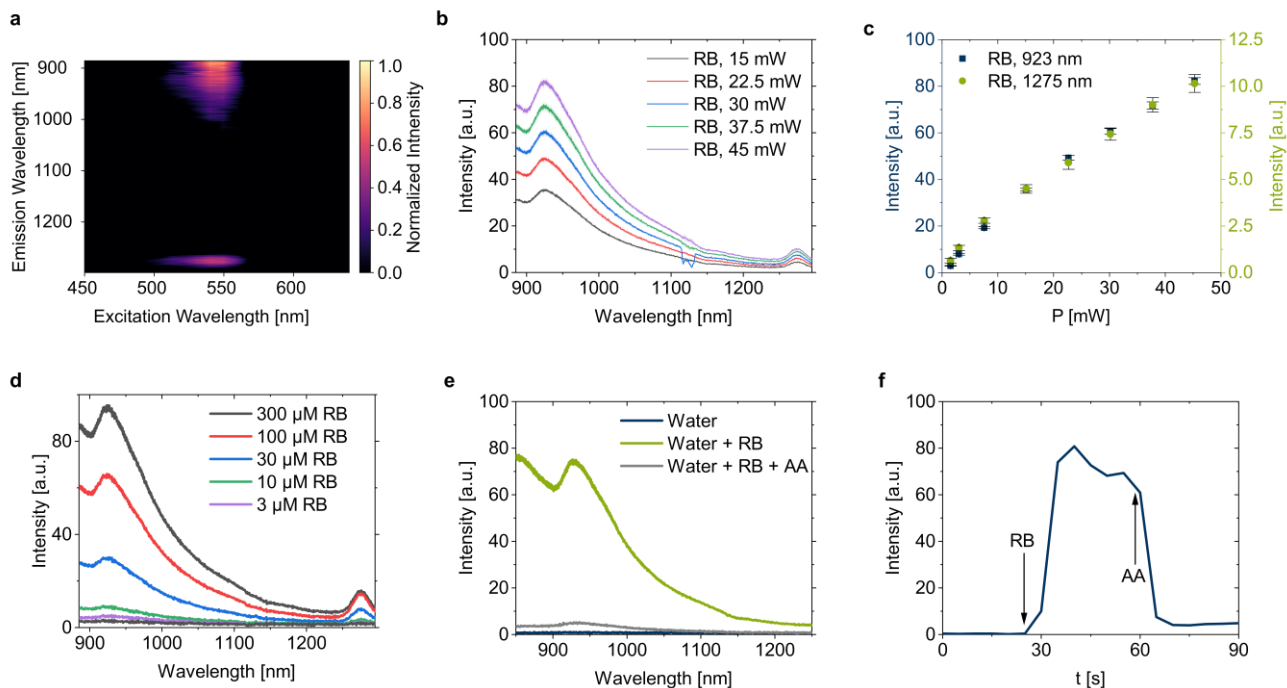 a
Emission Wavelength [nm]
900
1000
1100
1200
450
500
550
600
Excitation Wavelength [nm]
1.0
0.8
0.6
0.4
0.2
0.0
Normalized Intnensity
b
Intensity [a.u.]
100
80
60
40
20
0
900
1000
1100
1200
Wavelength [nm]
RB, 15 mW
RB, 22.5 mW
RB, 30 mW
RB, 37.5 mW
RB, 45 mW
c
Intensity [a.u.]
100
80
60
40
20
0
RB, 923 nm
RB, 1275 nm
0
10
20
30
40
50
P [mW]
12.5
10.0
7.5
5.0
2.5
0.0
Intensity [a.u.]
d
Intensity [a.u.]
80
40
0
900
1000
1100
1200
Wavelength [nm]
300 µM RB
100 µM RB
30 µM RB
10 µM RB
3 µM RB
e
Intensity [a.u.]
100
80
60
40
20
0
900
1000
1100
1200
Wavelength [nm]
Water
Water + RB
Water + RB + AA
f
Intensity [a.u.]
100
80
60
40
20
0
RB
AA
0
30
60
90
t [s]